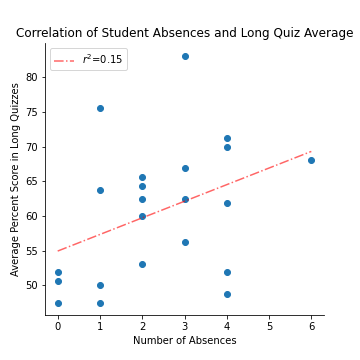 Correlation of Student Absences and Long Quiz Average
r²=0.15
Average Percent Score in Long Quizzes
80
75
70
65
60
55
50
0 1 2 3 4 5 6
Number of Absences